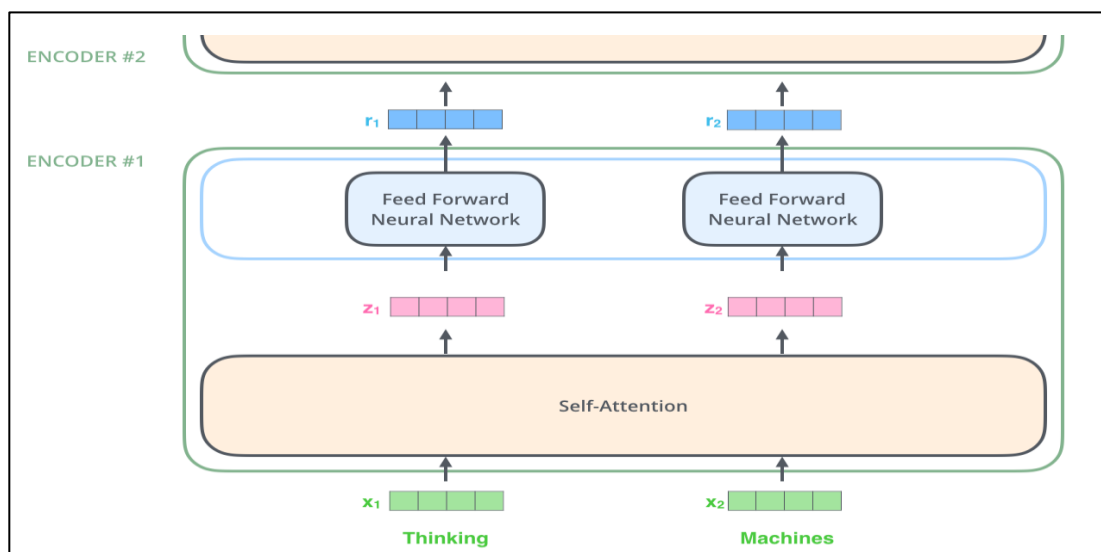 ENCODER #2
r₁
r₂
ENCODER #1
Feed Forward
Neural Network
Feed Forward
Neural Network
z₁
z₂
Self-Attention
x₁
x₂
Thinking
Machines